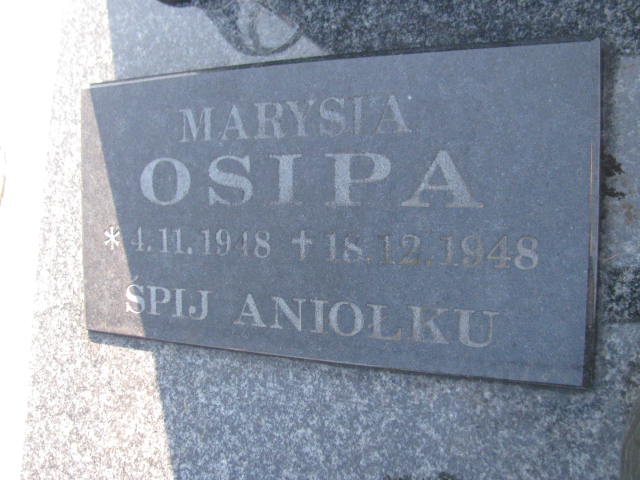 MARYSIA
OSIPA
* 4.11.1948 † 18.12.1948
ŚPIJ ANIOŁKU